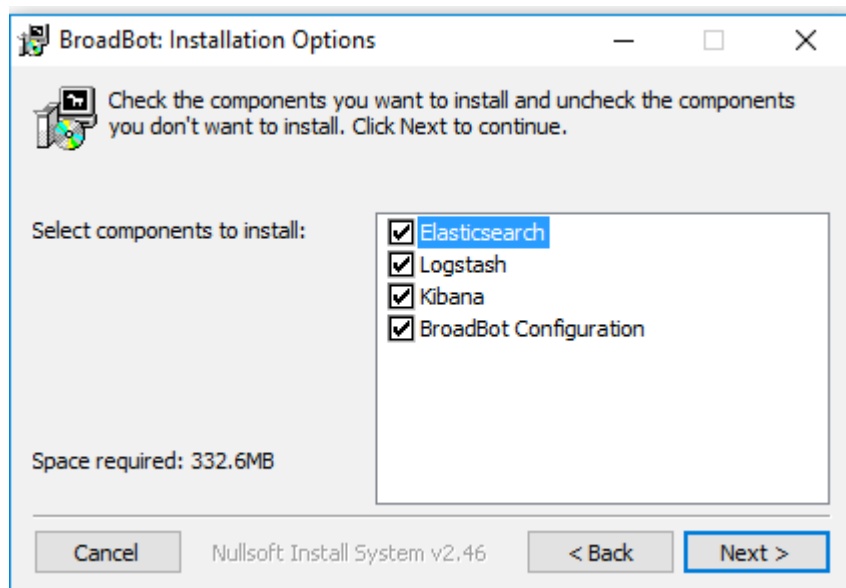 BroadBot: Installation Options
Check the components you want to install and uncheck the components
you don't want to install. Click Next to continue.
Select components to install:
Elasticsearch
Logstash
Kibana
BroadBot Configuration
Space required: 332.6MB
Cancel
Nullsoft Install System v2.46
< Back
Next >